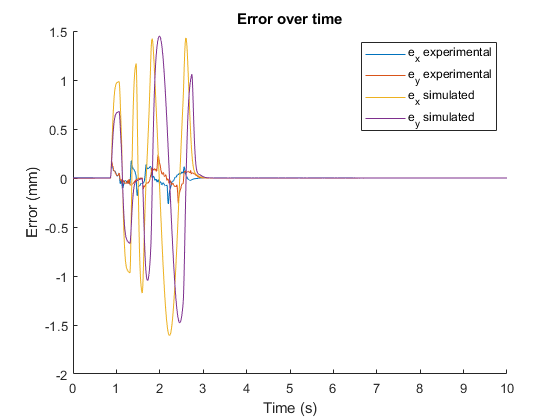 Error over time
1.5
1
0.5
0
-0.5
-1
-1.5
-2
Error (mm)
e_x experimental
e_y experimental
e_x simulated
e_y simulated
0 1 2 3 4 5 6 7 8 9 10
Time (s)